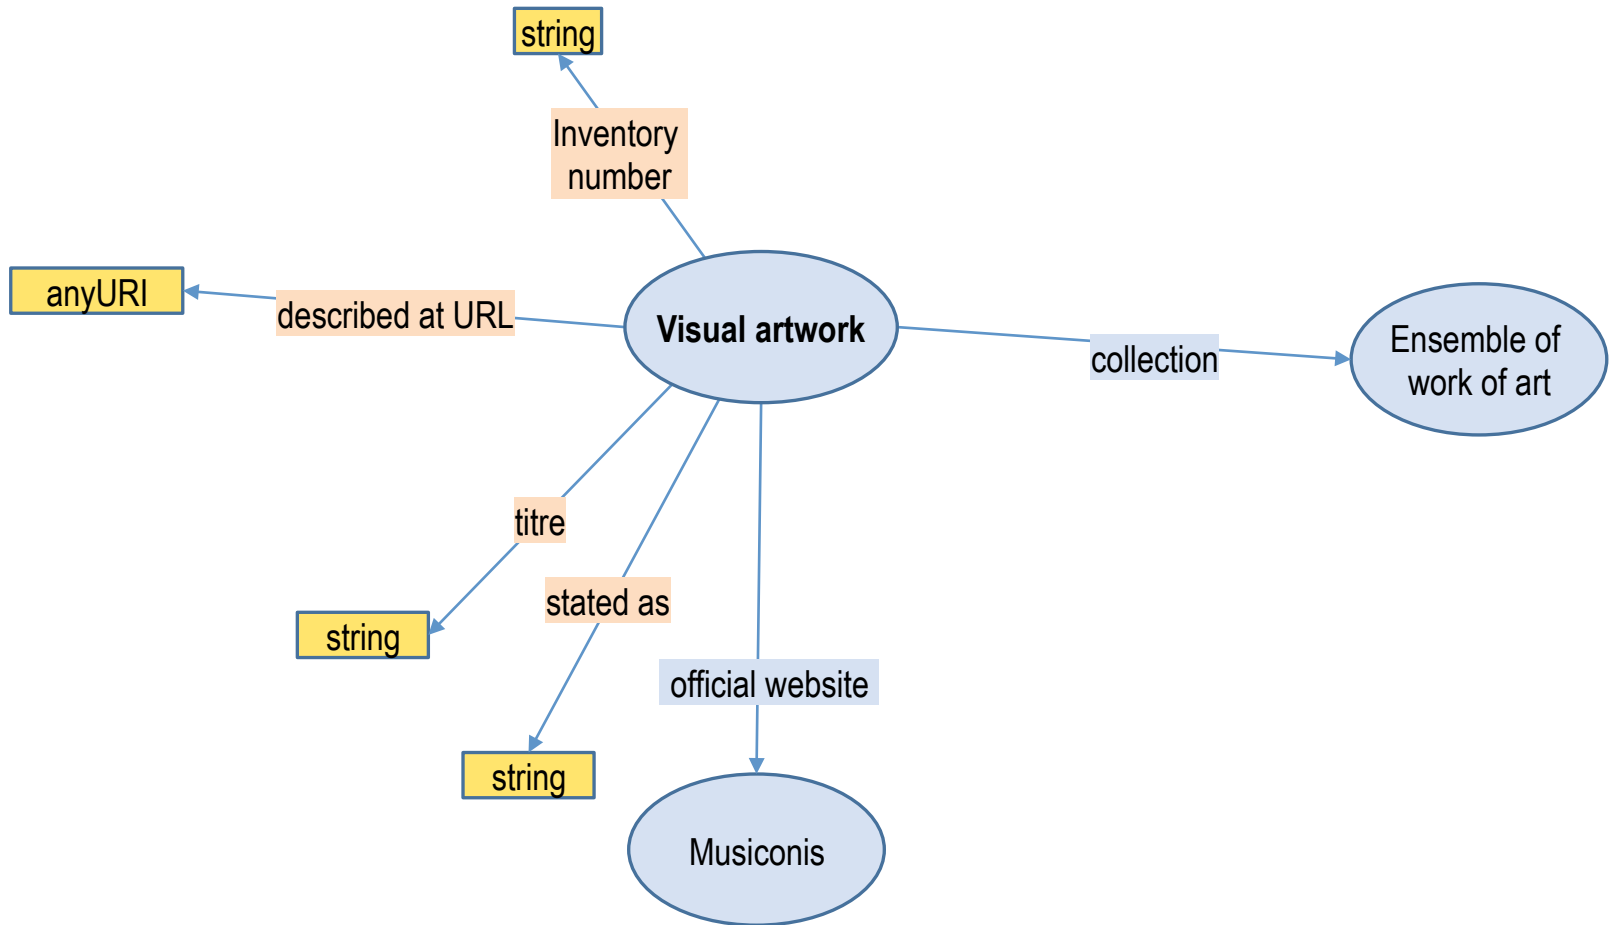 string
Inventory
number
anyURI
described at URL
Visual artwork
collection
Ensemble of
work of art
titre
stated as
string
official website
string
Musiconis